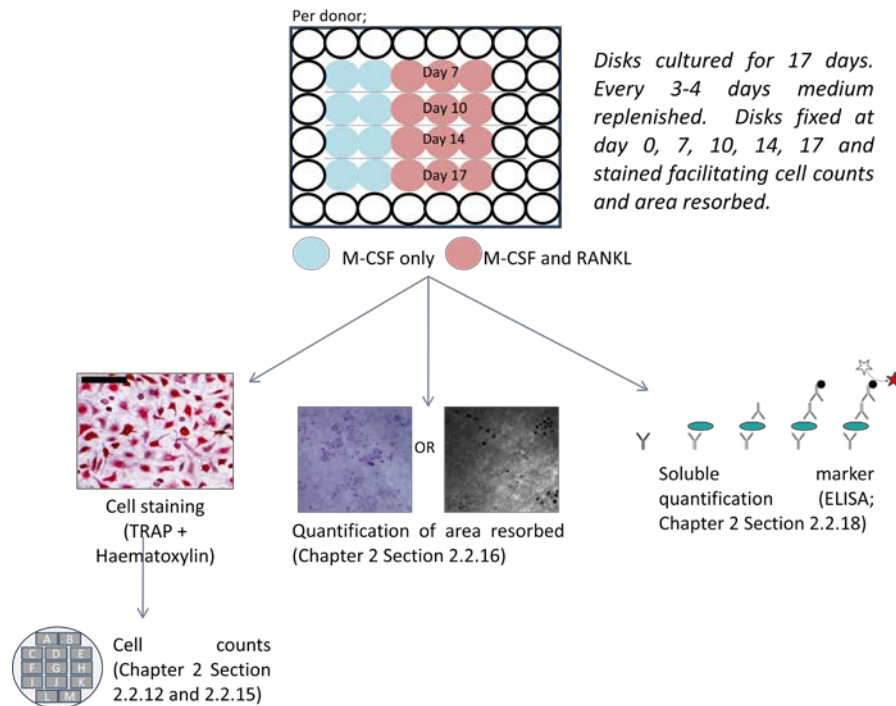 Per donor;
Day 7
Day 10
Day 14
Day 17
Disks cultured for 17 days.
Every 3-4 days medium
replenished. Disks fixed at
day 0, 7, 10, 14, 17 and
stained facilitating cell counts
and area resorbed.
M-CSF only
M-CSF and RANKL
Cell staining
(TRAP +
Haematoxylin)
OR
Quantification of area resorbed
(Chapter 2 Section 2.2.16)
Soluble marker
quantification (ELISA;
Chapter 2 Section 2.2.18)
A B
C D E
F G H
I J K
L M
Cell counts
(Chapter 2 Section
2.2.12 and 2.2.15)